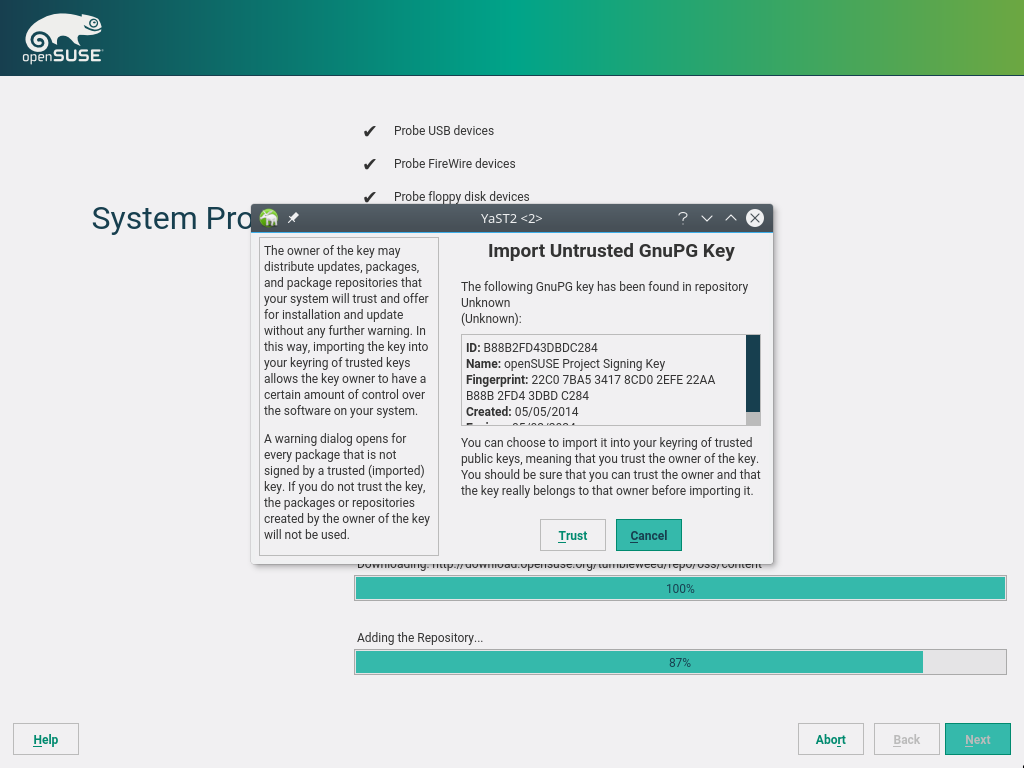 openSUSE
Probe USB devices
Probe FireWire devices
Probe floppy disk devices
System Pro
YaST2 <2>
The owner of the key may
distribute updates, packages,
and package repositories that
your system will trust and offer
for installation and update
without any further warning. In
this way, importing the key into
your keyring of trusted keys
allows the key owner to have a
certain amount of control over
the software on your system.
A warning dialog opens for
every package that is not
signed by a trusted (imported)
key. If you do not trust the key,
the packages or repositories
created by the owner of the key
will not be used.
Import Untrusted GnuPG Key
The following GnuPG key has been found in repository
Unknown
(Unknown):
ID: B88B2FD43DBDC284
Name: openSUSE Project Signing Key
Fingerprint: 22C0 7BA5 3417 8CD0 2EFE 22AA
B88B 2FD4 3DBD C284
Created: 05/05/2014
You can choose to import it into your keyring of trusted
public keys, meaning that you trust the owner of the key.
You should be sure that you can trust the owner and that
the key really belongs to that owner before importing it.
Trust
Cancel
Downloading: http://download.opensuse.org/tumbleweed/repo/oss/content
100%
Adding the Repository...
87%
Help
Abort
Back
Next